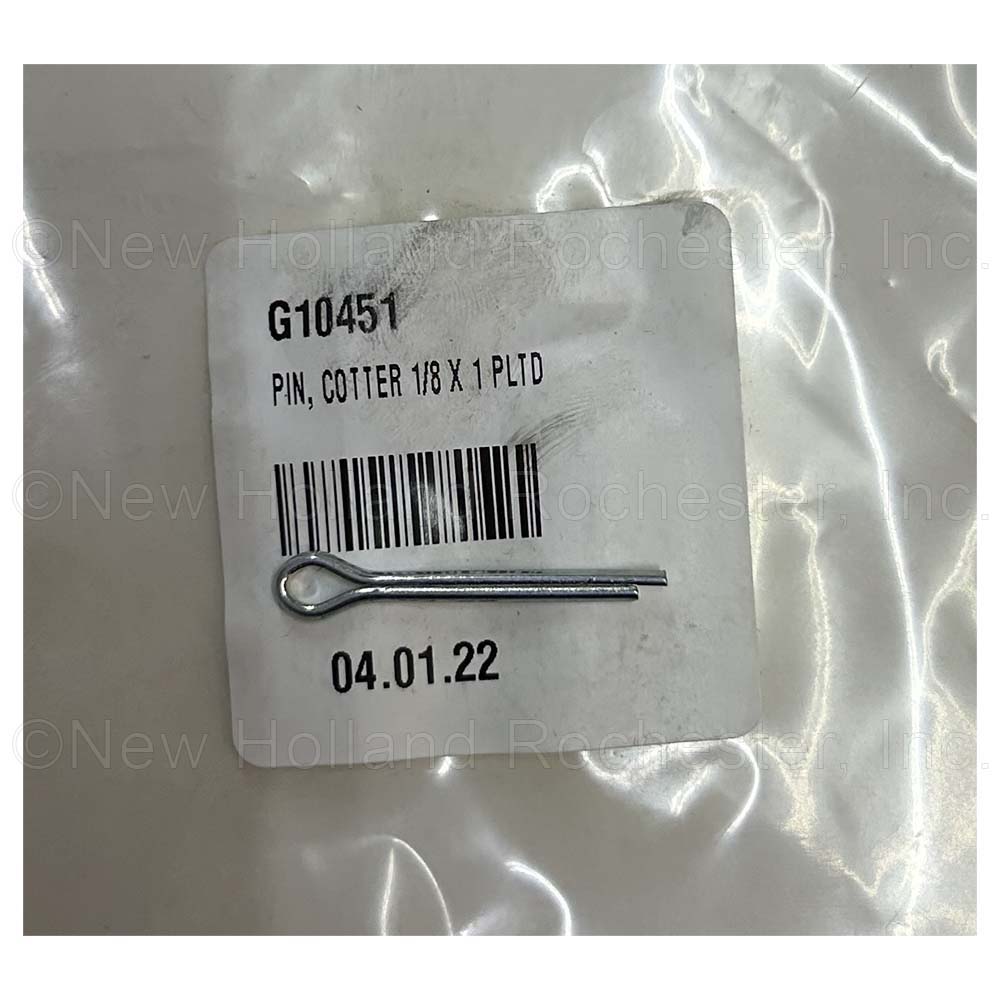 ©New Holland Rochester, Inc.
G10451
PIN, COTTER 1/8 X 1 PLTD
©New Holland Rochester, Inc.
04.01.22
©New Holland Rochester, Inc.